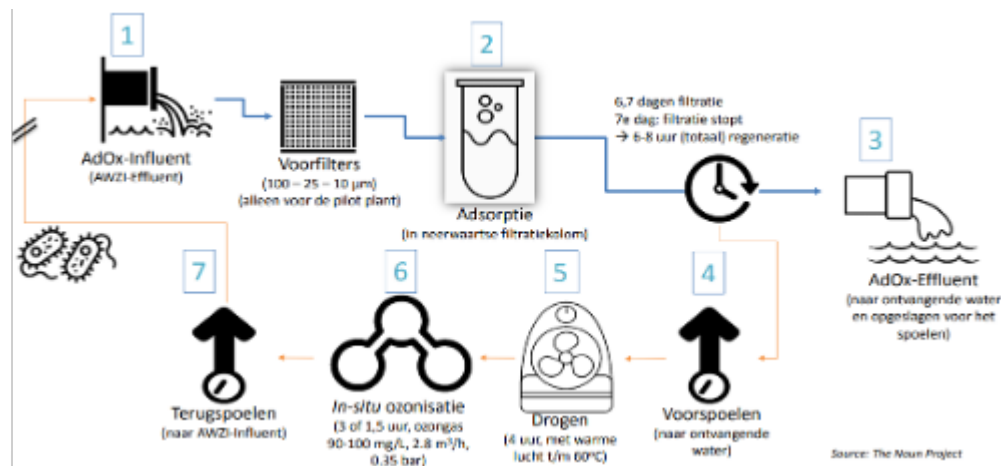 1
AdOx-Influent
(AWZI-Effluent)
Voorfilters
(100 – 25 – 10 µm)
(alleen voor de pilot plant)
2
Adsorptie
(in neerwaartse filtratiekolom)
6,7 dagen filtratie
7e dag: filtratie stopt
→ 6-8 uur (totaal) regeneratie
3
AdOx-Effluent
(naar ontvangende water
en opgeslagen voor het
spoelen)
7
Terugspoelen
(naar AWZI-Influent)
6
In-situ ozonisatie
(3 of 1,5 uur, ozongas
90-100 mg/L, 2.8 m³/h,
0.35 bar)
5
Drogen
(4 uur, met warme
lucht t/m 60°C)
4
Voorspoelen
(naar ontvangende
water)
Source: The Noun Project